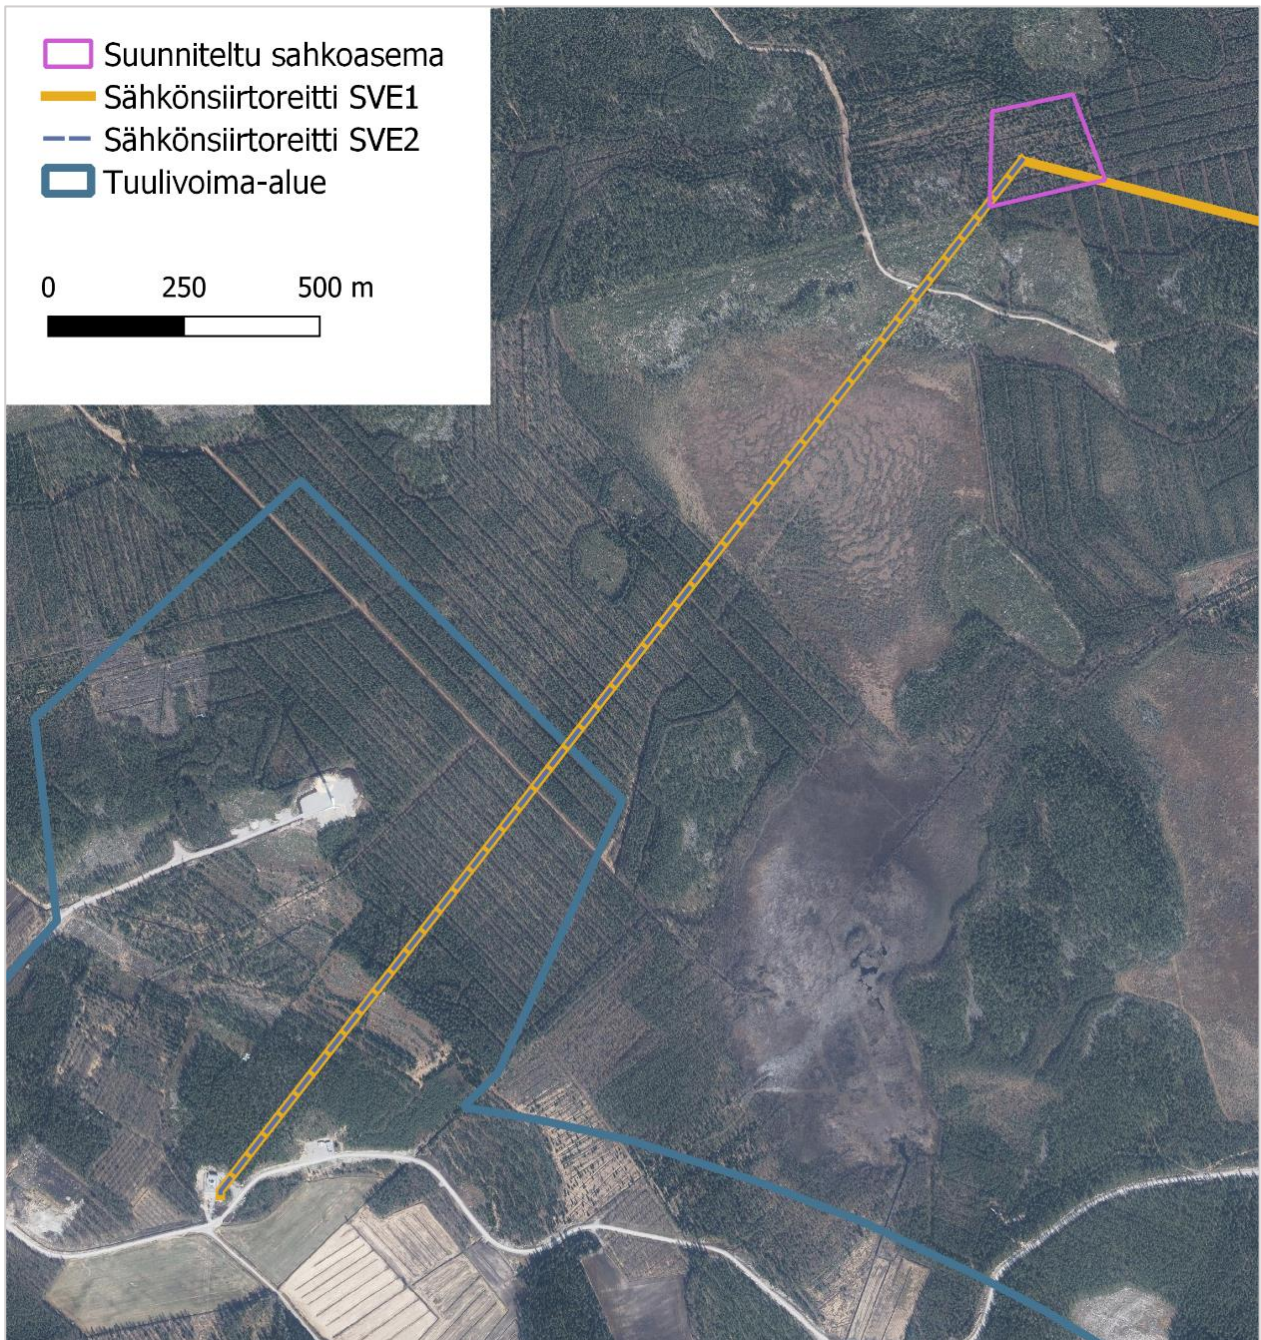 Suunniteltu sahkoasema
Sähkönsiirtoreitti SVE1
Sähkönsiirtoreitti SVE2
Tuulivoima-alue
0 250 500 m